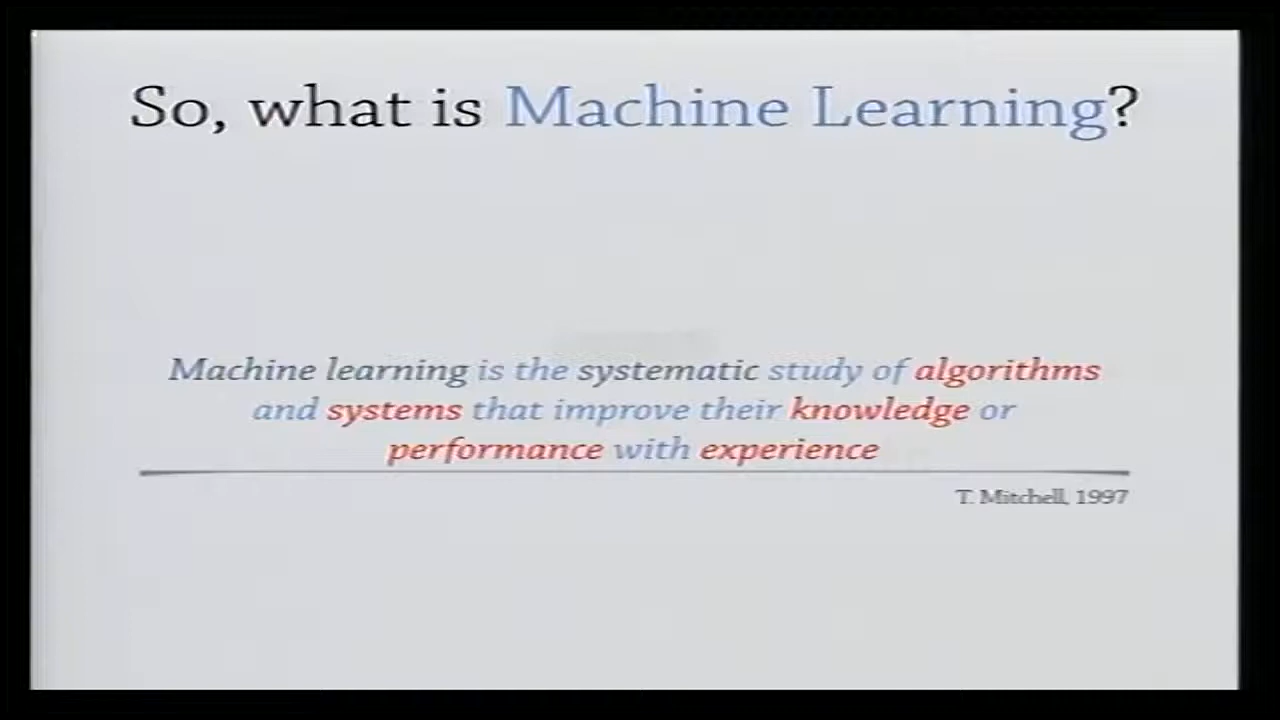 So, what is Machine Learning?
Machine learning is the systematic study of algorithms
and systems that improve their knowledge or
performance with experience
T. Mitchell, 1997